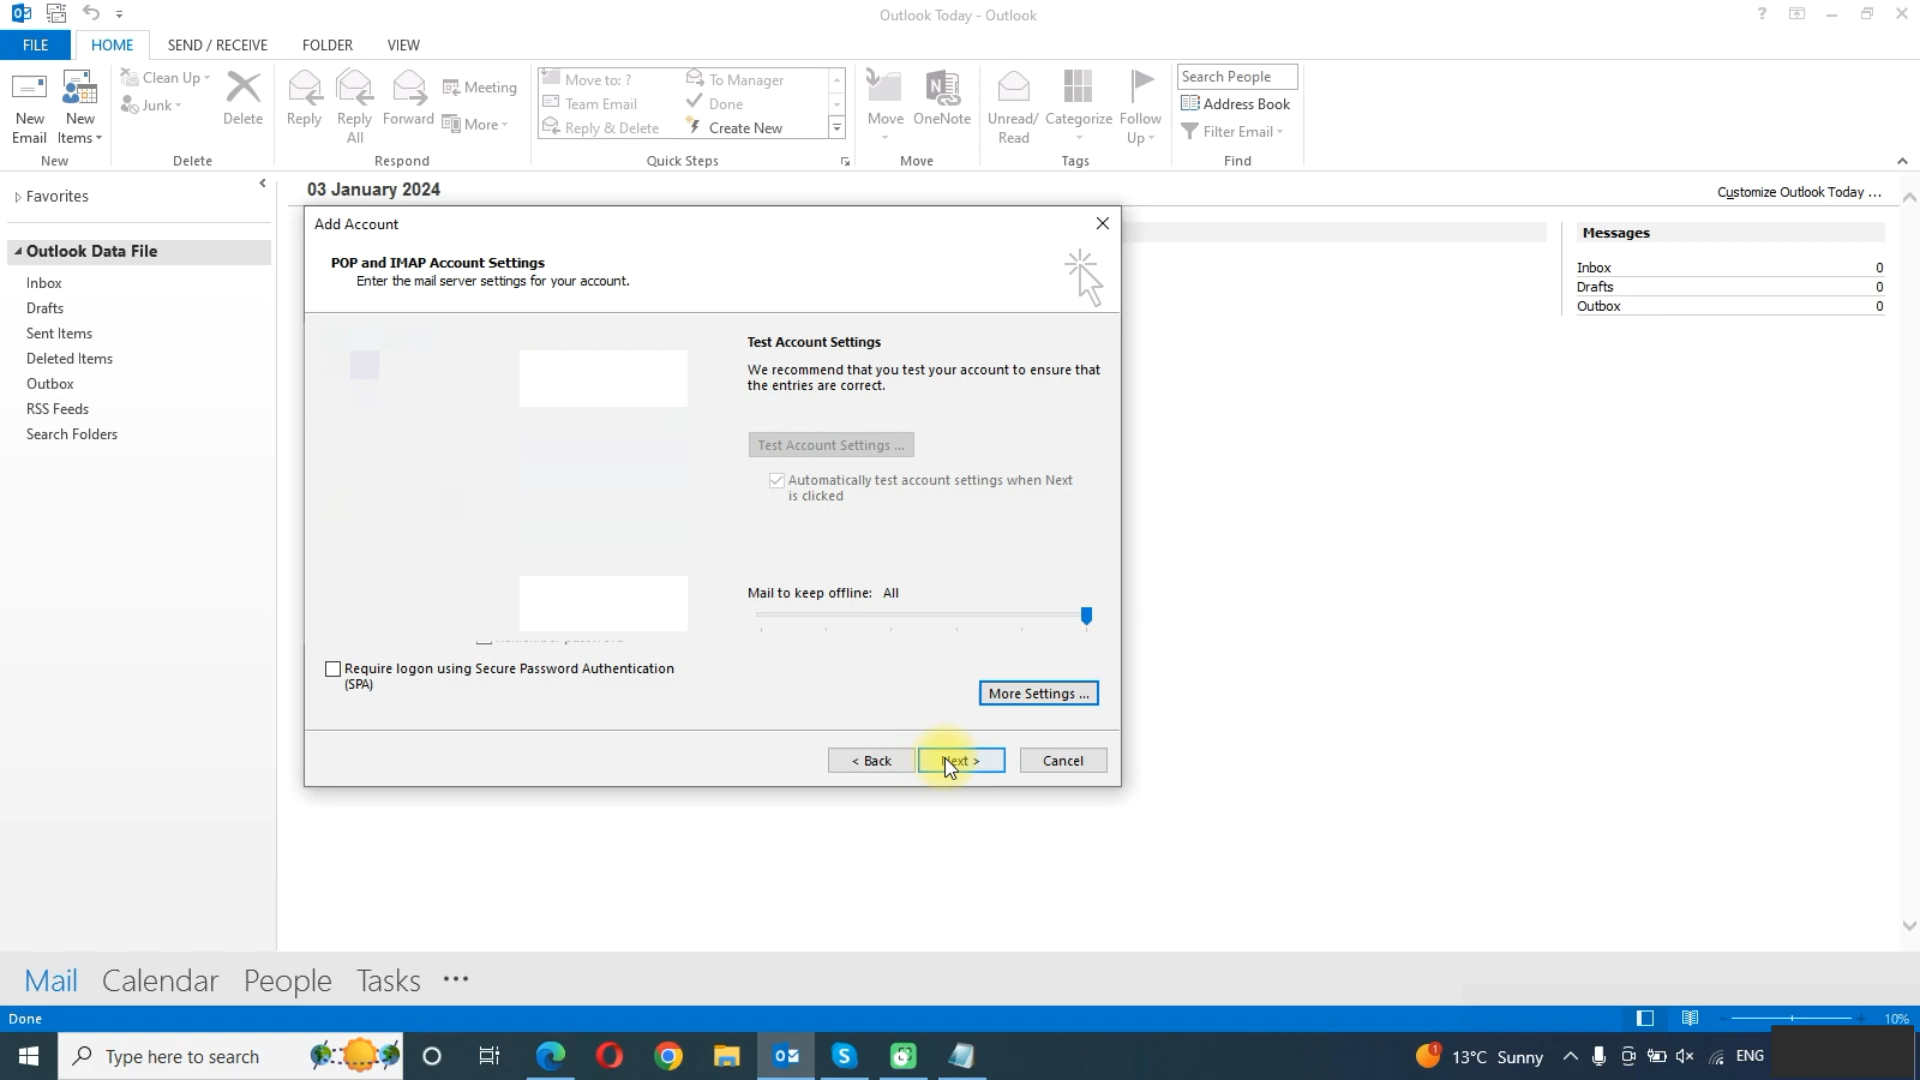 Outlook Today - Outlook
FILE
HOME
SEND / RECEIVE
FOLDER
VIEW
New
Email
New
Items
New
Clean Up
Junk
Delete
Delete
Reply
Reply
All
Forward
Meeting
More
Respond
Move to: ?
Team Email
Reply & Delete
To Manager
Done
Create New
Quick Steps
Move
OneNote
Move
Unread/
Read
Categorize
Follow
Up
Tags
Search People
Address Book
Filter Email
Find
Favorites
Outlook Data File
Inbox
Drafts
Sent Items
Deleted Items
Outbox
RSS Feeds
Search Folders
03 January 2024
Customize Outlook Today ...
Messages
Inbox 0
Drafts 0
Outbox 0
Add Account
POP and IMAP Account Settings
Enter the mail server settings for your account.
Test Account Settings
We recommend that you test your account to ensure that
the entries are correct.
Test Account Settings ...
Automatically test account settings when Next
is clicked
Mail to keep offline: All
Require logon using Secure Password Authentication
(SPA)
More Settings ...
< Back
Next >
Cancel
Mail Calendar People Tasks ···
Done
10%
Type here to search
1
13°C Sunny
ENG